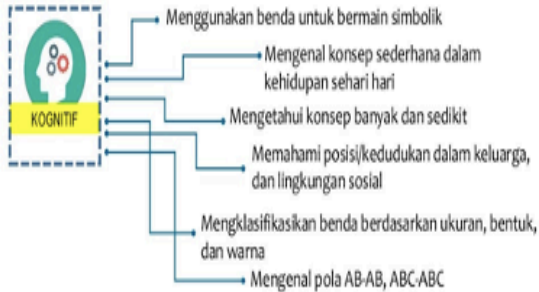 Menggunakan benda untuk bermain simbolik
Mengenal konsep sederhana dalam
kehidupan sehari hari
KOGNITIF
Mengetahui konsep banyak dan sedikit
Memahami posisi/kedudukan dalam keluarga,
dan lingkungan sosial
Mengklasifikasikan benda berdasarkan ukuran, bentuk,
dan warna
Mengenal pola AB-AB, ABC-ABC